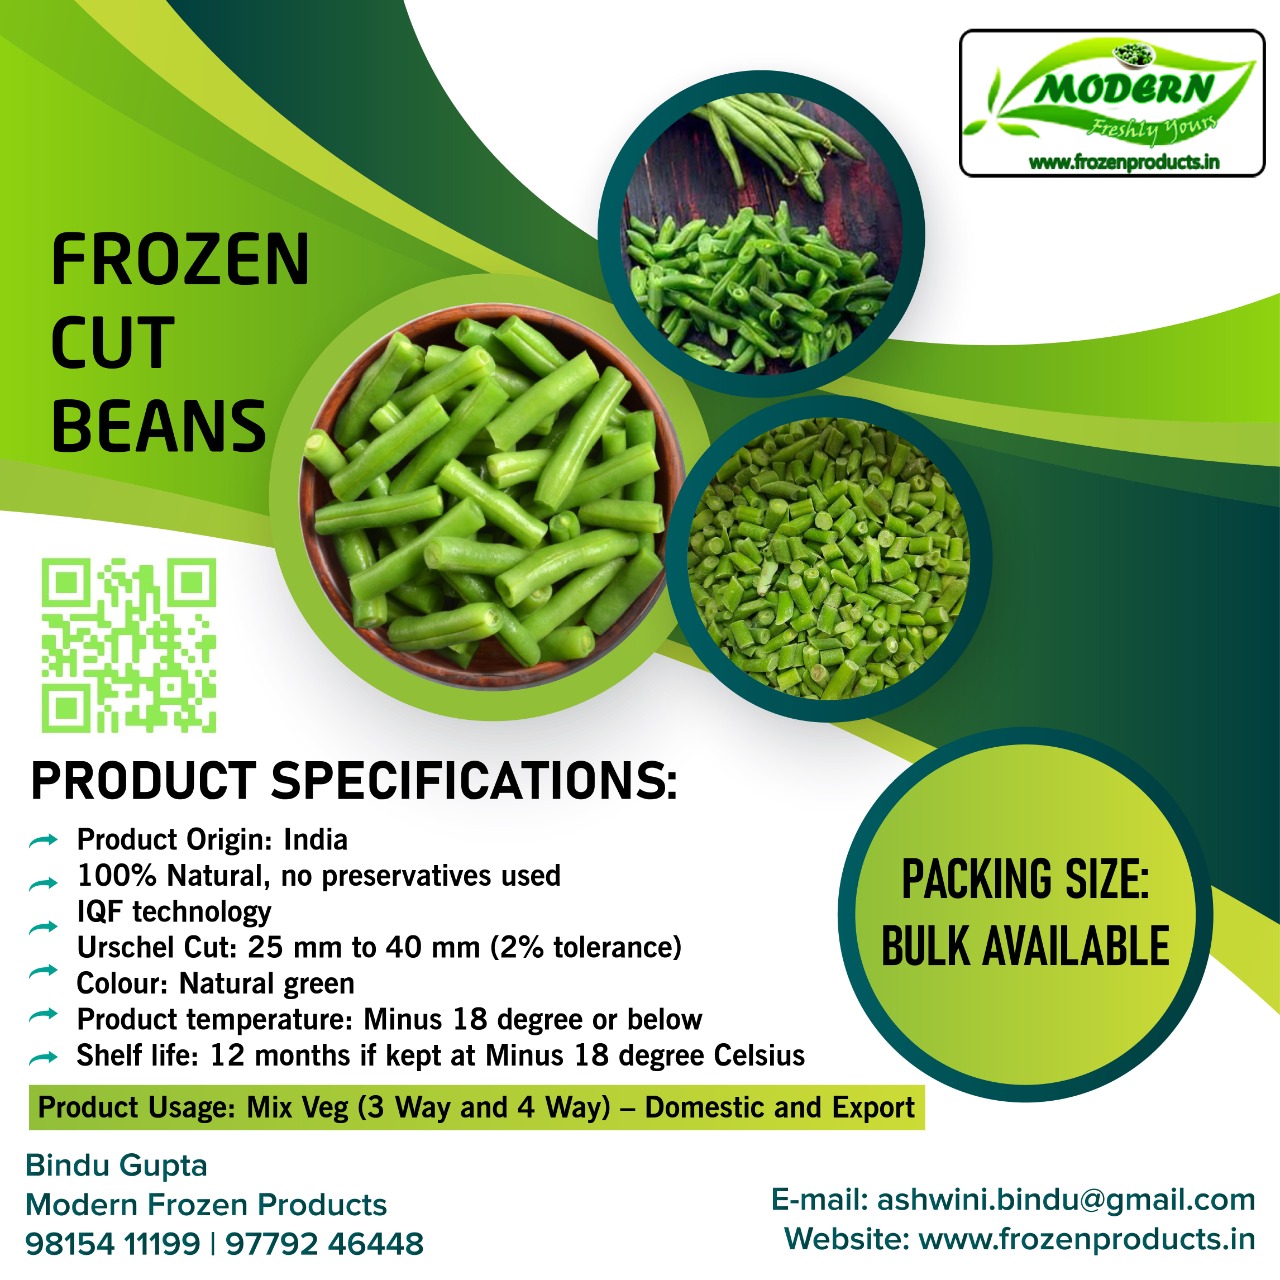 MODERN
Freshly Yours
www.frozenproducts.in
FROZEN
CUT
BEANS
PRODUCT SPECIFICATIONS:
Product Origin: India
100% Natural, no preservatives used
IQF technology
Urschel Cut: 25 mm to 40 mm (2% tolerance)
Colour: Natural green
Product temperature: Minus 18 degree or below
Shelf life: 12 months if kept at Minus 18 degree Celsius
PACKING SIZE:
BULK AVAILABLE
Product Usage: Mix Veg (3 Way and 4 Way) – Domestic and Export
Bindu Gupta
Modern Frozen Products
98154 11199 | 97792 46448
E-mail: ashwini.bindu@gmail.com
Website: www.frozenproducts.in